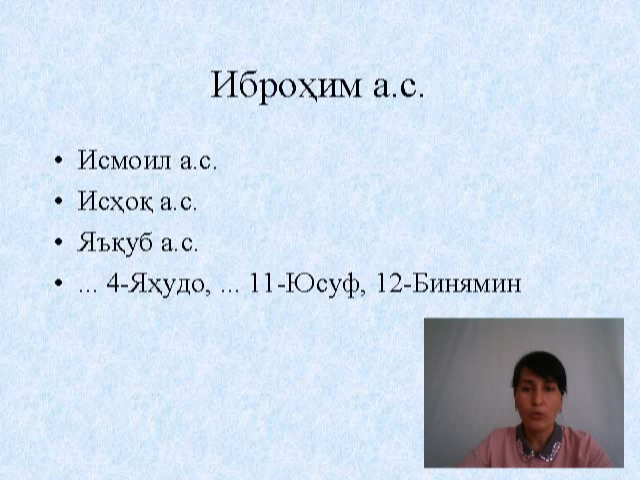 Иброҳим а.с.
• Исмоил а.с.
• Исҳоқ а.с.
• Яъқуб а.с.
• ... 4-Яҳудо, ... 11-Юсуф, 12-Бинямин